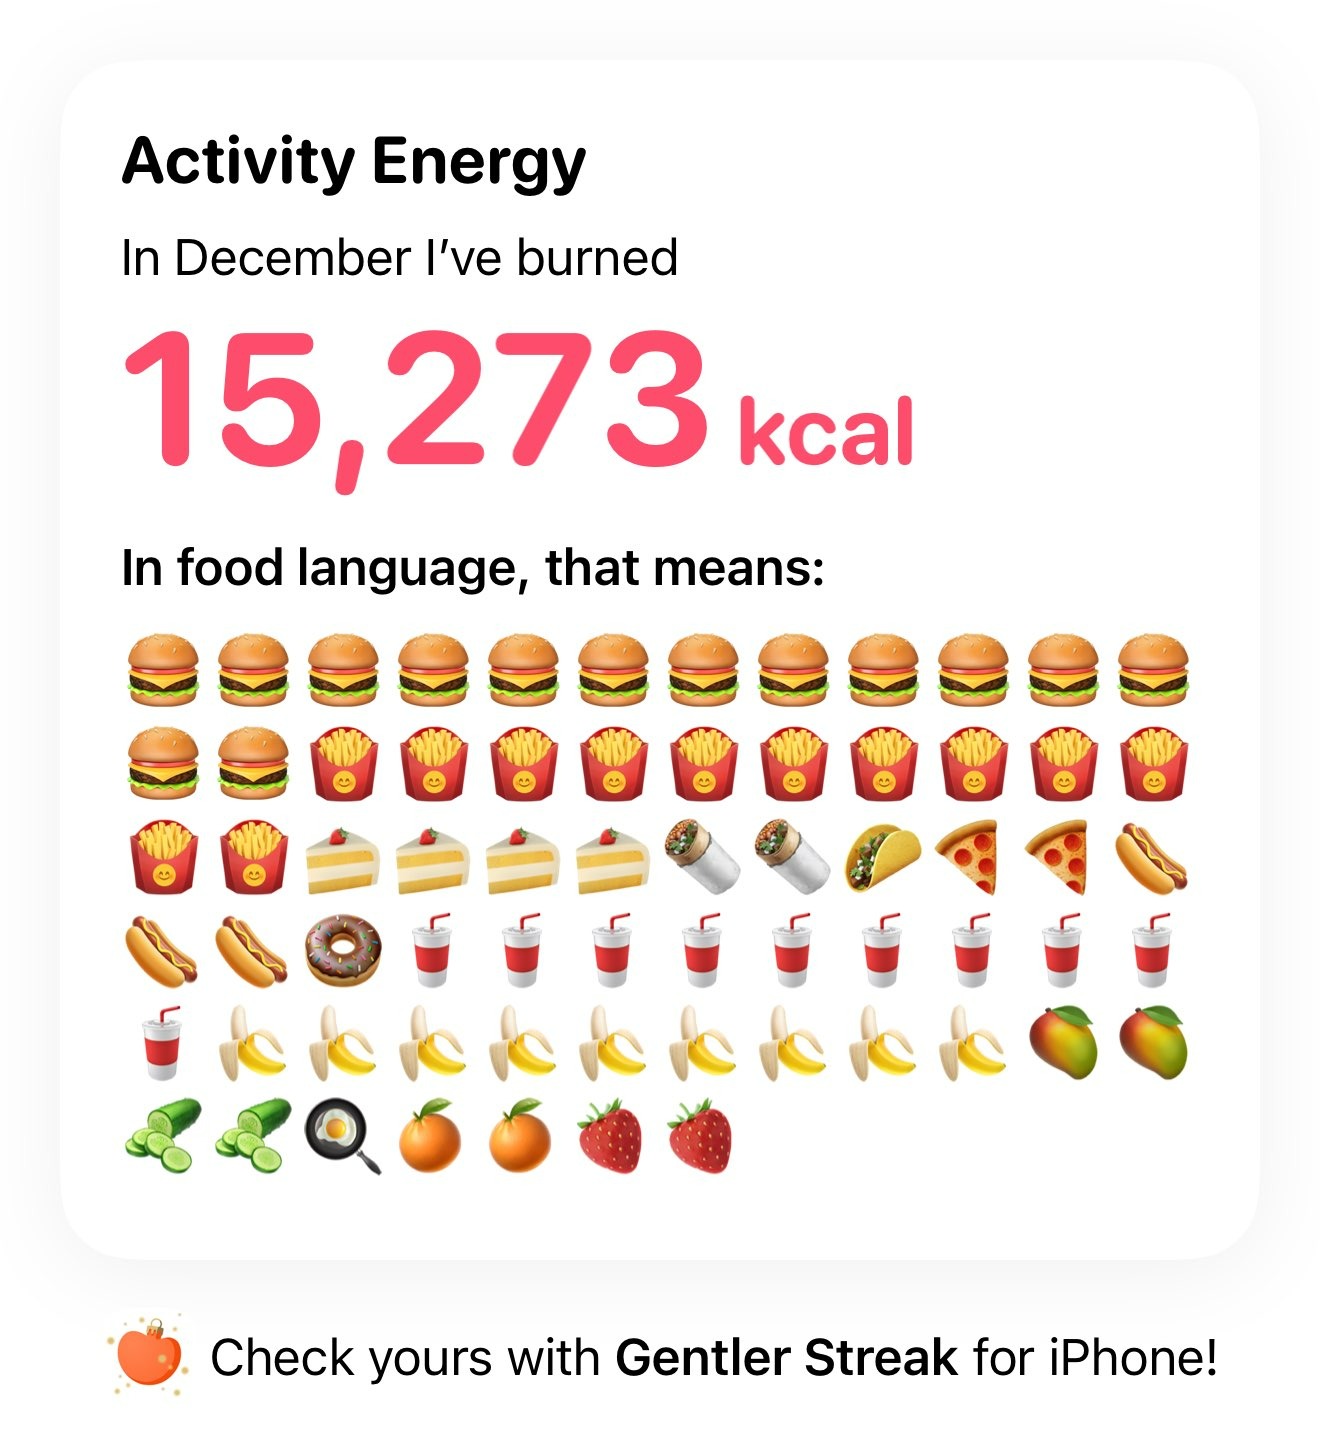 Activity Energy
In December I’ve burned
15,273 kcal
In food language, that means:
Check yours with Gentler Streak for iPhone!